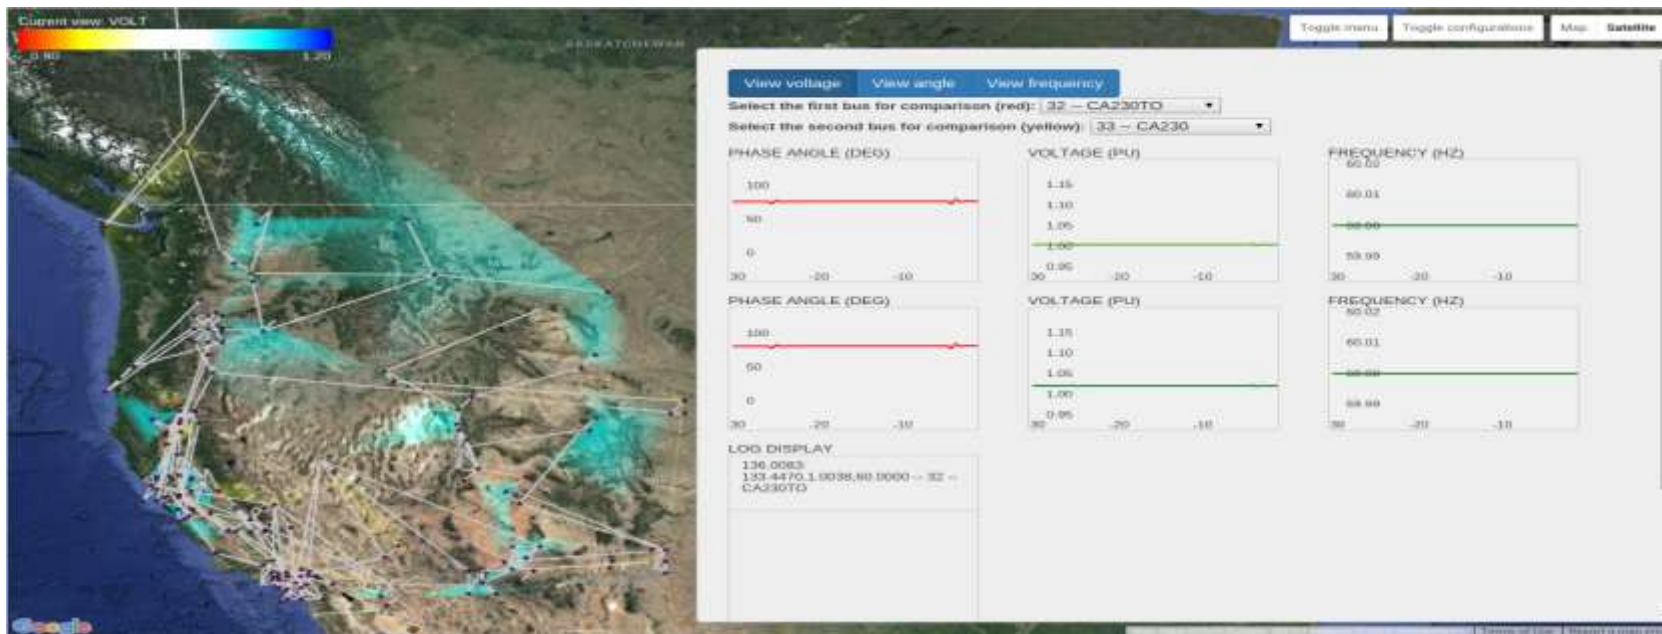 Current view: VOLT
0.90 1.05 1.20
SASKATCHEWAN
Toggle menu Toggle configurations Map Satellite
View voltage View angle View frequency
Select the first bus for comparison (red): 32 -- CA230TO
Select the second bus for comparison (yellow): 33 -- CA230
PHASE ANGLE (DEG) VOLTAGE (PU) FREQUENCY (HZ)
100 1.15 60.02
50 1.10 60.01
0 1.05 60.00
1.00 59.99
0.95
30 -20 -10 30 -20 -10 30 -20 -10
PHASE ANGLE (DEG) VOLTAGE (PU) FREQUENCY (HZ)
100 1.15 60.02
50 1.10 60.01
0 1.05 60.00
1.00 59.99
0.95
30 -20 -10 30 -20 -10 30 -20 -10
LOG DISPLAY
136.0083:
133.4470,1.0038,60.0000 -- 32 --
CA230TO
Google
Terms of Use Report a map error